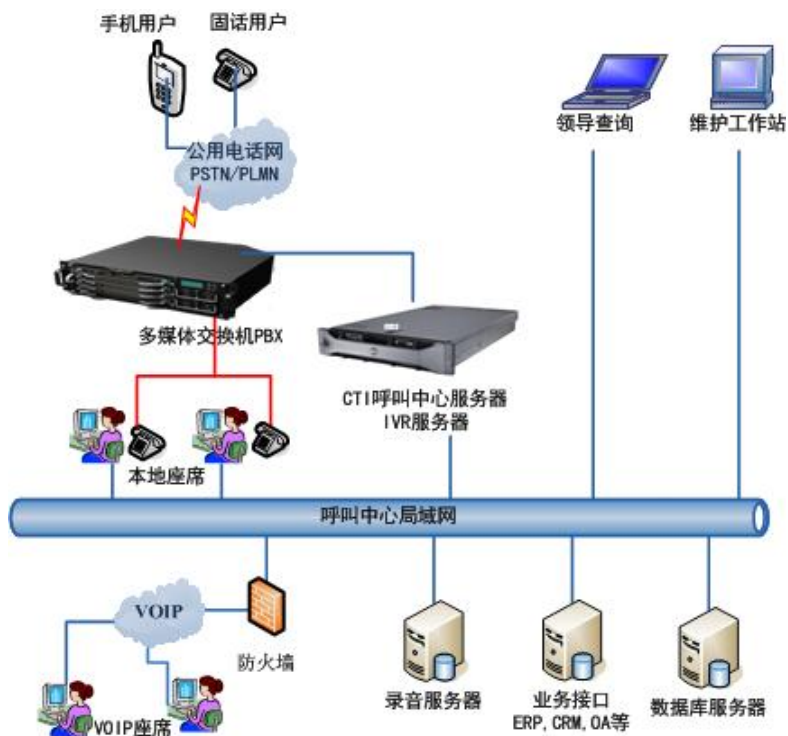 手机用户
固话用户
公用电话网
PSTN/PLMN
领导查询
维护工作站
多媒体交换机PBX
CTI呼叫中心服务器
IVR服务器
本地座席
呼叫中心局域网
VOIP
防火墙
VOIP座席
录音服务器
业务接口
ERP,CRM,OA等
数据库服务器